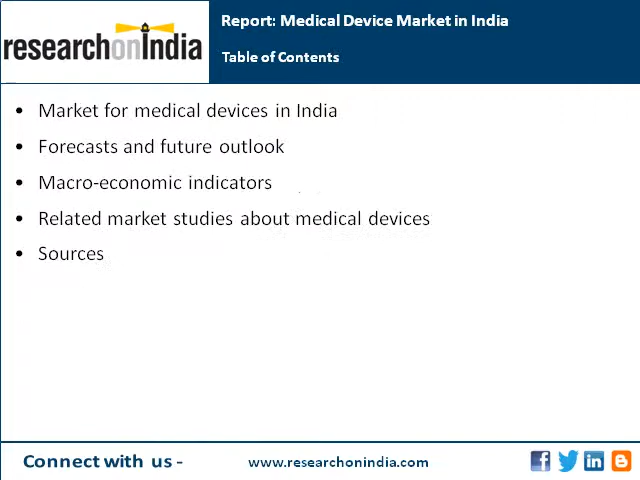 researchonindia
Report: Medical Device Market in India
Table of Contents
• Market for medical devices in India
• Forecasts and future outlook
• Macro-economic indicators
• Related market studies about medical devices
• Sources
Connect with us -
www.researchonindia.com